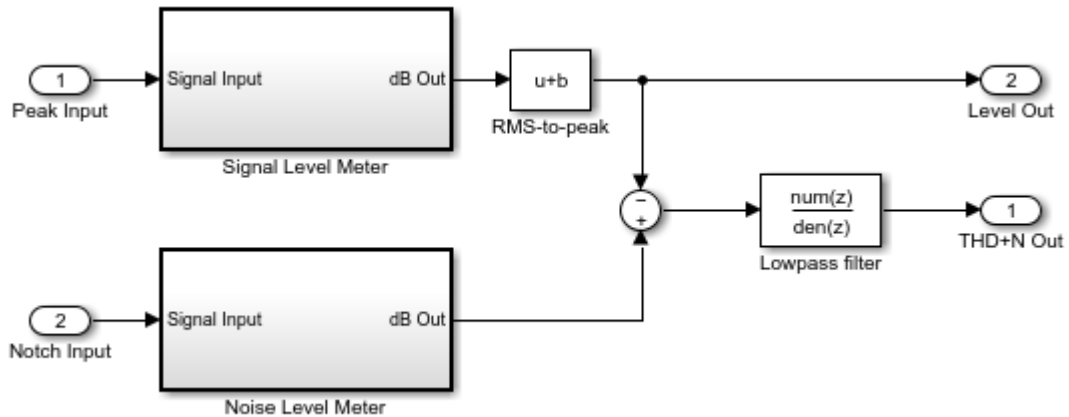 1
Peak Input
Signal Input
dB Out
Signal Level Meter
u+b
RMS-to-peak
2
Level Out
−
+
num(z)
den(z)
Lowpass filter
1
THD+N Out
2
Notch Input
Signal Input
dB Out
Noise Level Meter